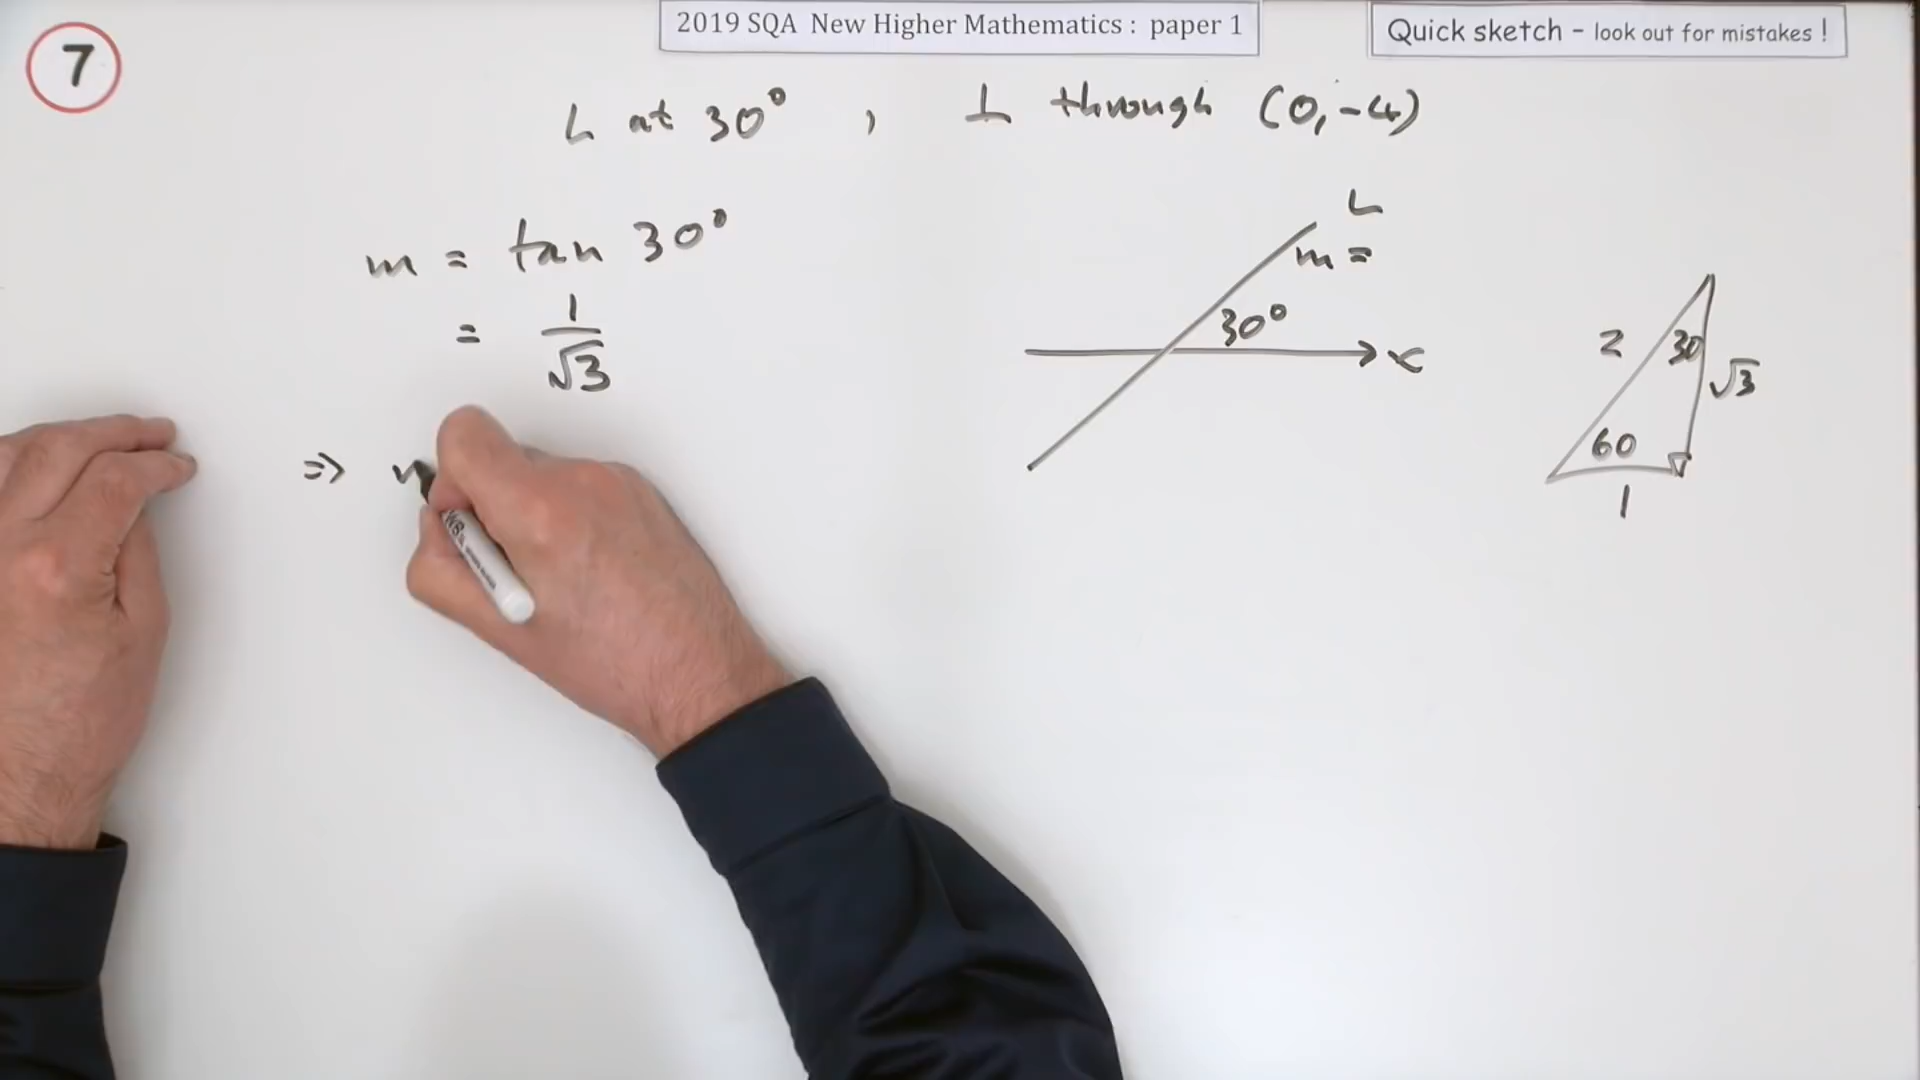 7
2019 SQA New Higher Mathematics : paper 1
Quick sketch – look out for mistakes !
L at 30° , ⊥ through (0,-4)
m = tan 30°
= 1/√3
⇒
L
m =
30°
x
2
30
√3
60
1